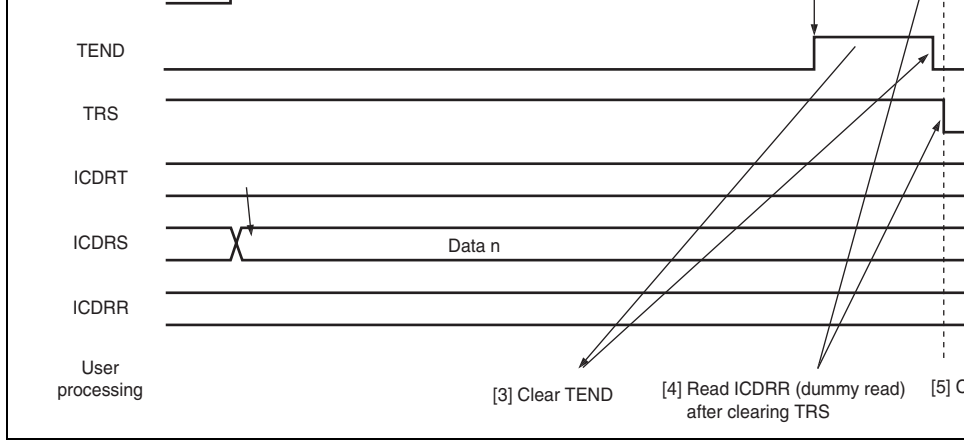 TEND
TRS
ICDRT
ICDRS
Data n
ICDRR
User
processing
[3] Clear TEND
[4] Read ICDRR (dummy read)
after clearing TRS
[5] C